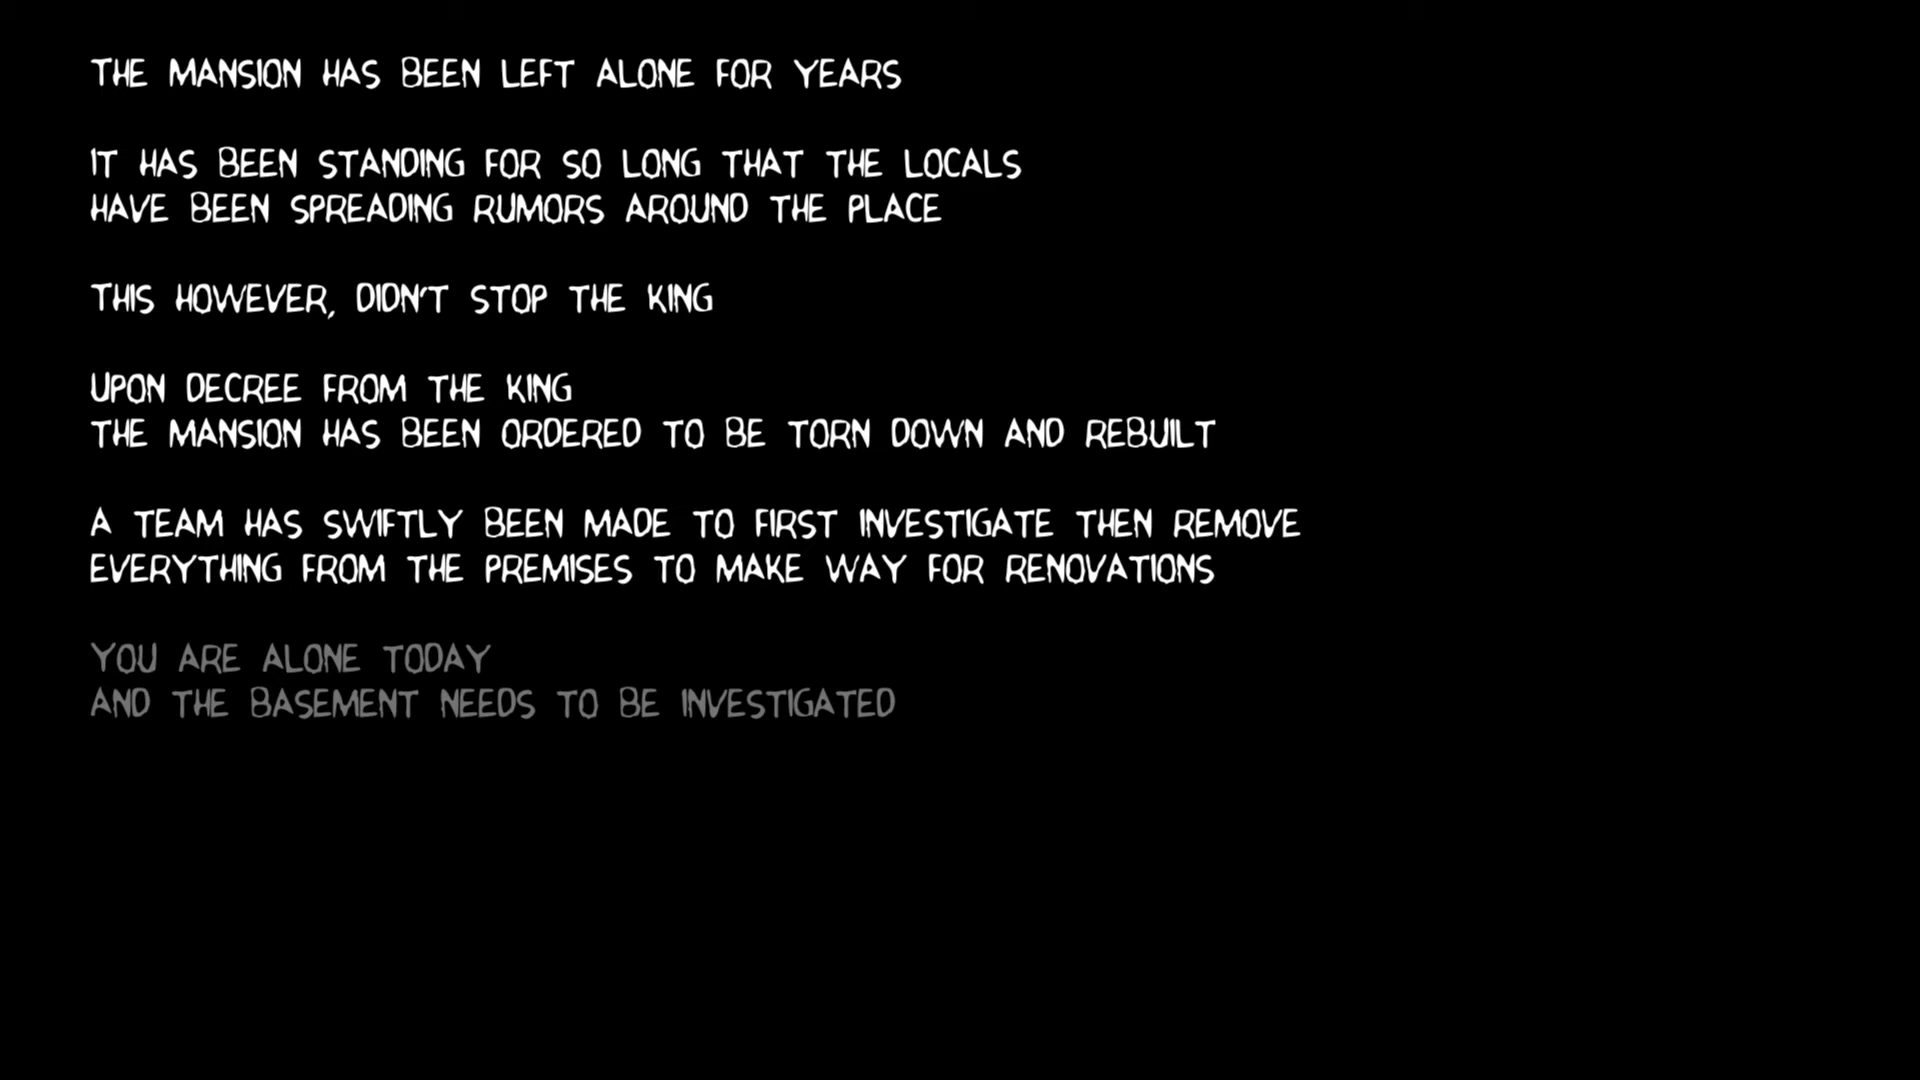 THE MANSION HAS BEEN LEFT ALONE FOR YEARS
IT HAS BEEN STANDING FOR SO LONG THAT THE LOCALS
HAVE BEEN SPREADING RUMORS AROUND THE PLACE
THIS HOWEVER, DIDN'T STOP THE KING
UPON DECREE FROM THE KING
THE MANSION HAS BEEN ORDERED TO BE TORN DOWN AND REBUILT
A TEAM HAS SWIFTLY BEEN MADE TO FIRST INVESTIGATE THEN REMOVE
EVERYTHING FROM THE PREMISES TO MAKE WAY FOR RENOVATIONS
YOU ARE ALONE TODAY
AND THE BASEMENT NEEDS TO BE INVESTIGATED